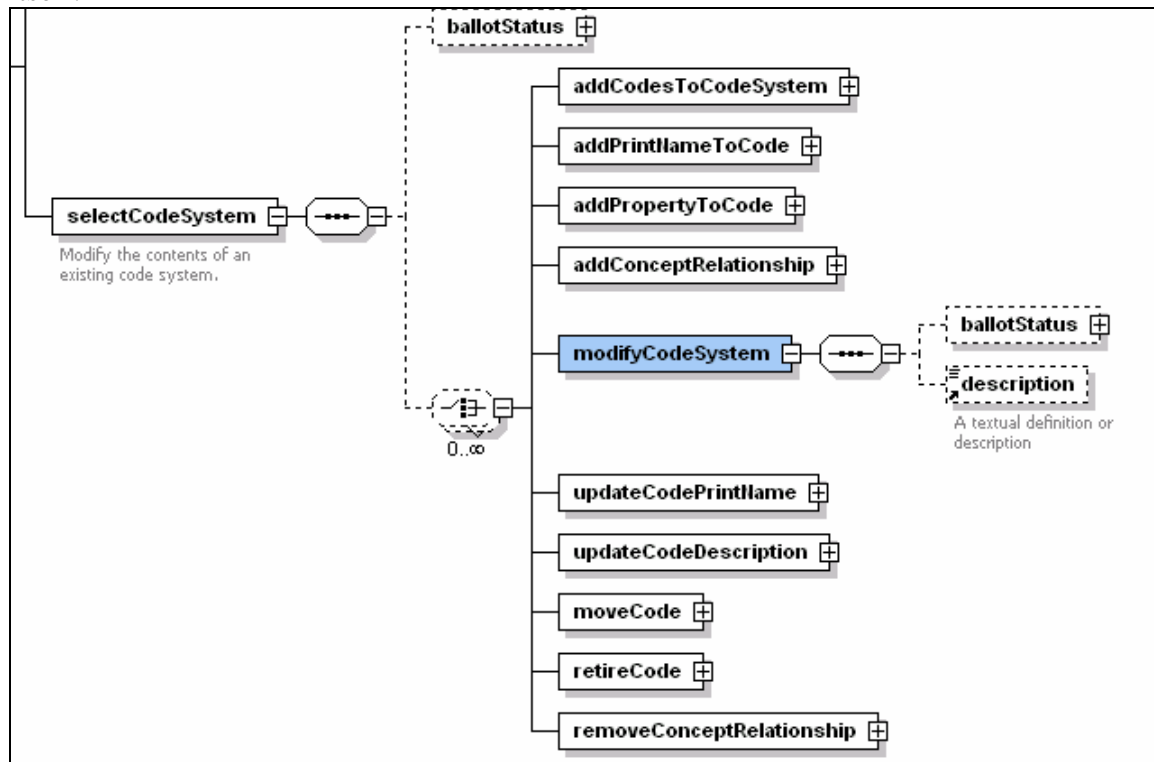 ballotStatus
addCodesToCodeSystem
addPrintNameToCode
addPropertyToCode
selectCodeSystem
Modify the contents of an
existing code system.
addConceptRelationship
modifyCodeSystem
ballotStatus
description
A textual definition or
description
0..∞
updateCodePrintName
updateCodeDescription
moveCode
retireCode
removeConceptRelationship